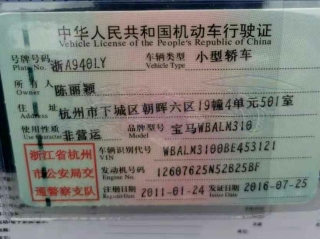 中华人民共和国机动车行驶证
Vehicle License of the People's Republic of China
号牌号码 浙A940LY 车辆类型 小型轿车
Plate No. Vehicle Type
所有人 陈丽颖
Owner
住址 杭州市下城区朝晖六区19幢4单元501室
Address
使用性质 非营运 品牌型号 宝马WBALM310
Use Character Model
浙江省杭州 车辆识别代号 WBALM3100BE453121
VIN
市公安局交 发动机号码 12607625N52B25BF
Engine No.
通警察支队 注册日期 2011-01-24 发证日期 2016-07-25
Register Date Issue Date